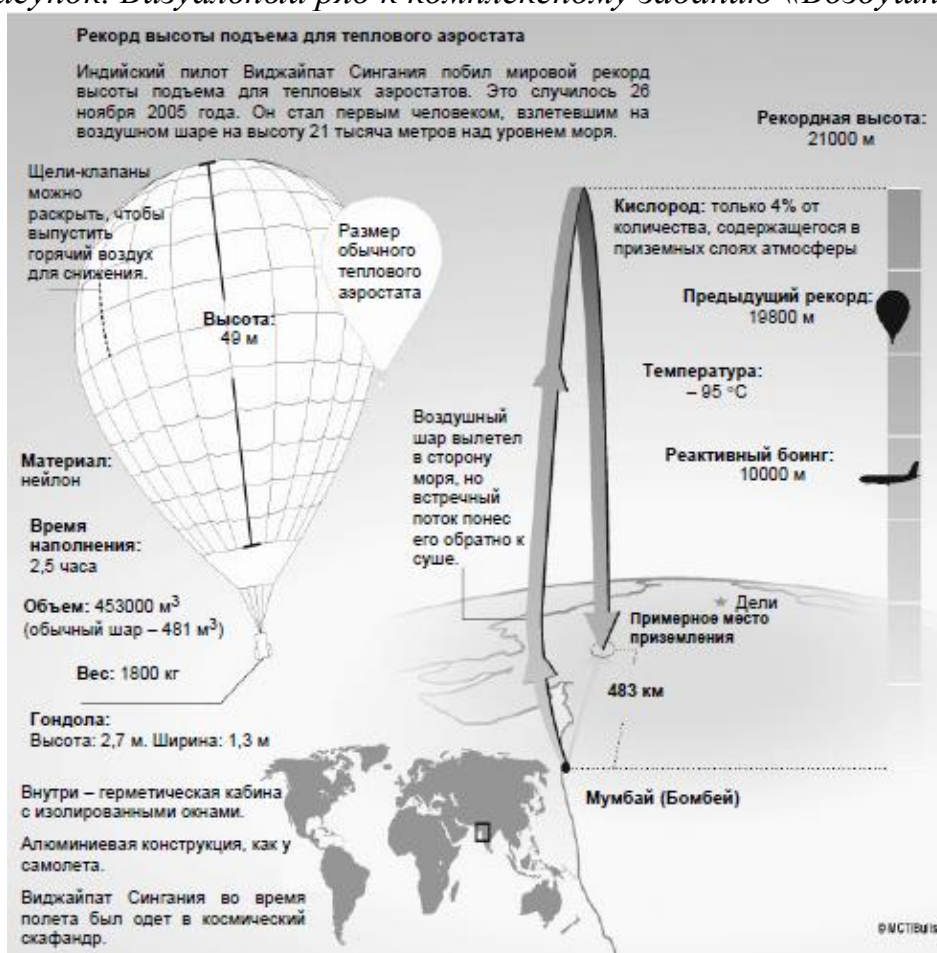 исунок. Визуальный ряд к комплексному заданию «Воздушн
Рекорд высоты подъема для теплового аэростата
Индийский пилот Виджайпат Сингания побил мировой рекорд
высоты подъема для тепловых аэростатов. Это случилось 26
ноября 2005 года. Он стал первым человеком, взлетевшим на
воздушном шаре на высоту 21 тысяча метров над уровнем моря.
Рекордная высота:
21000 м
Щели-клапаны
можно
раскрыть, чтобы
выпустить
горячий воздух
для снижения.
Размер
обычного
теплового
аэростата
Высота:
49 м
Кислород: только 4% от
количества, содержащегося в
приземных слоях атмосферы
Предыдущий рекорд:
19800 м
Температура:
– 95 °С
Воздушный
шар вылетел
в сторону
моря, но
встречный
поток понес
его обратно к
суше.
Реактивный боинг:
10000 м
Материал:
нейлон
Время
наполнения:
2,5 часа
Объем: 453000 м³
(обычный шар – 481 м³)
Вес: 1800 кг
Дели
Примерное место
приземления
483 км
Гондола:
Высота: 2,7 м. Ширина: 1,3 м
Внутри – герметическая кабина
с изолированными окнами.
Алюминиевая конструкция, как у
самолета.
Виджайпат Сингания во время
полета был одет в космический
скафандр.
Мумбай (Бомбей)